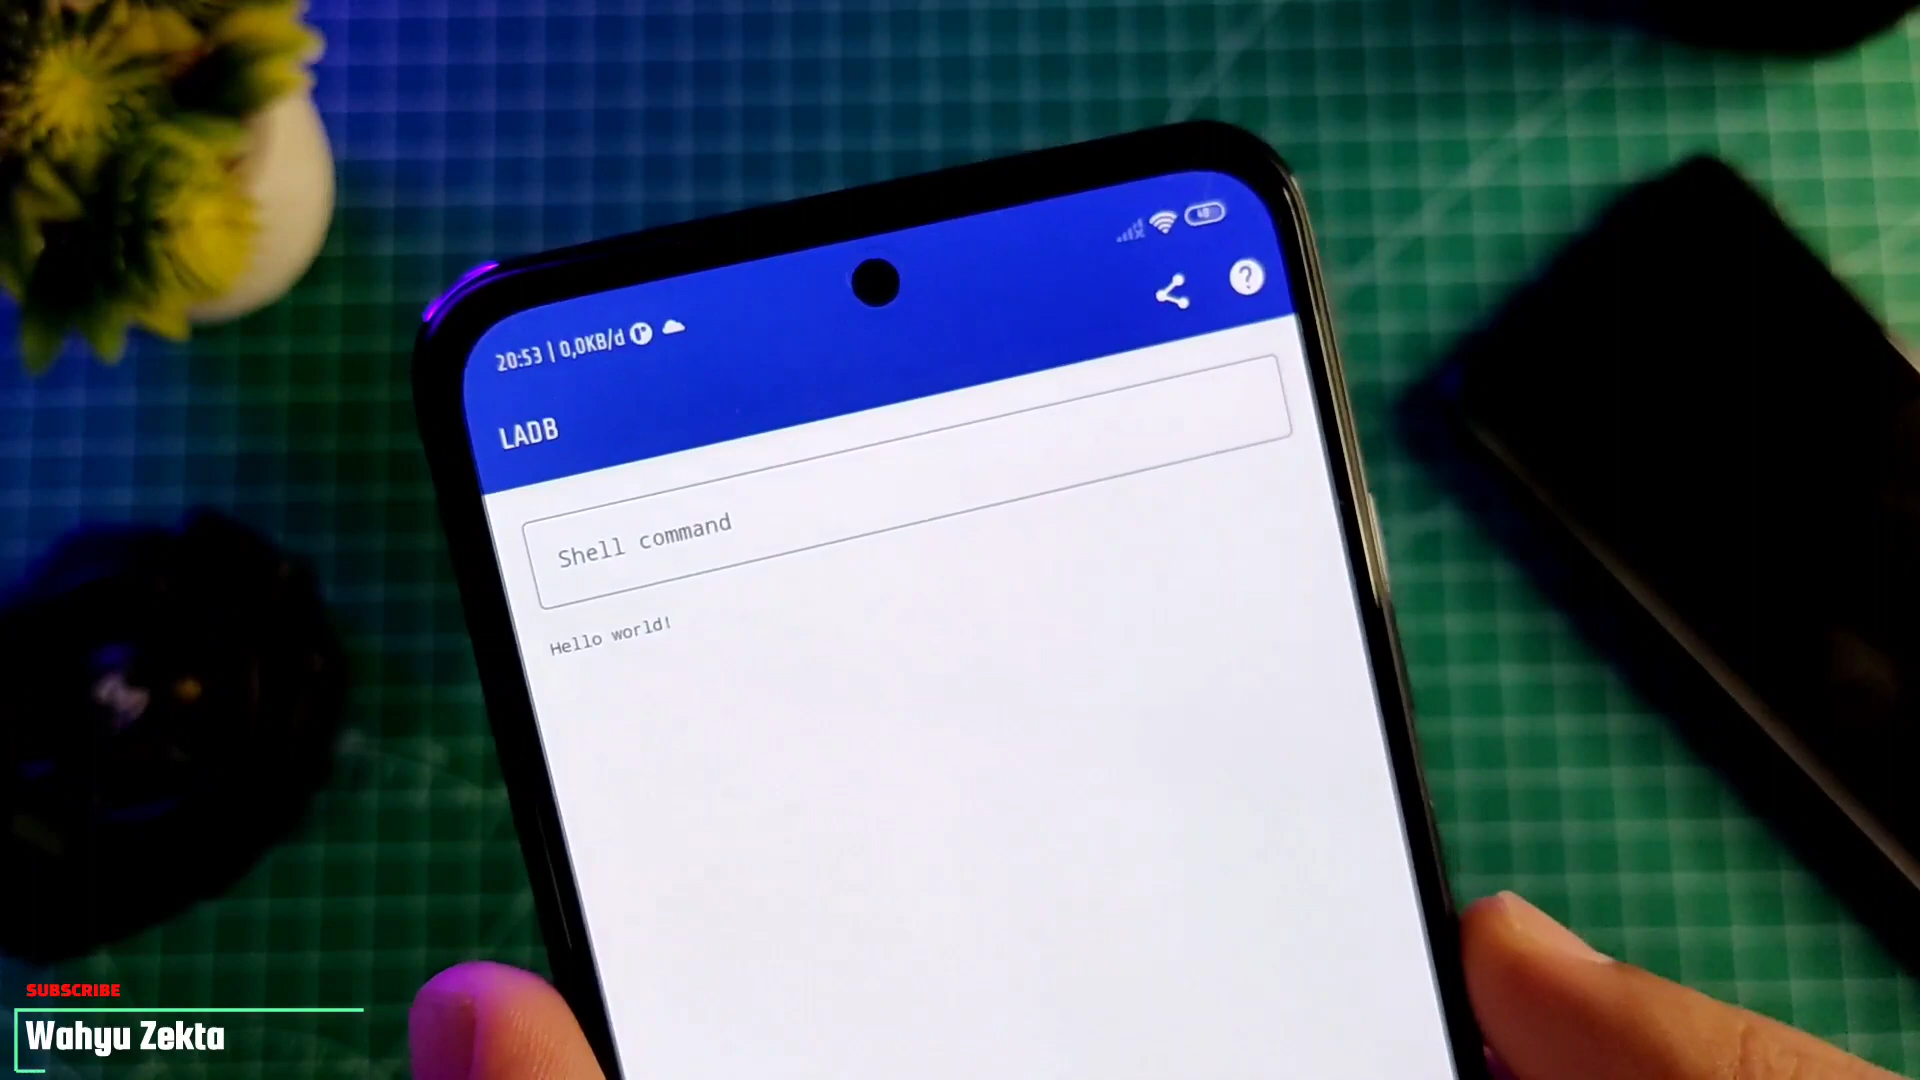 20:53 | 0,0KB/d
LADB
Shell command
Hello world!
SUBSCRIBE
Wahyu Zekta